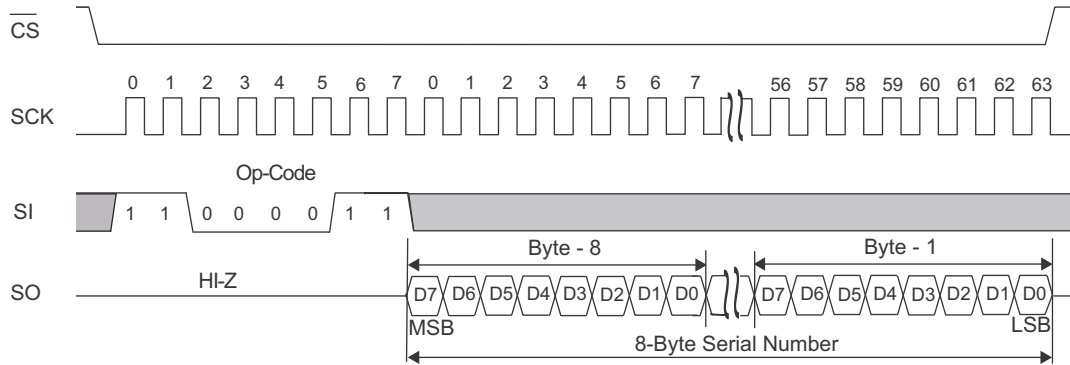 CS
0 1 2 3 4 5 6 7 0 1 2 3 4 5 6 7 56 57 58 59 60 61 62 63
SCK
Op-Code
SI 1 1 0 0 0 0 1 1
Byte - 8 Byte - 1
HI-Z
SO D7 D6 D5 D4 D3 D2 D1 D0 D7 D6 D5 D4 D3 D2 D1 D0
MSB LSB
8-Byte Serial Number